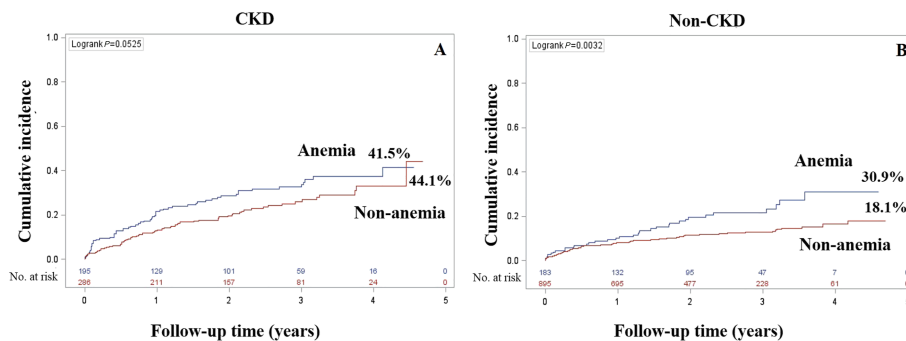 CKD
Logrank P=0.0525
A
Cumulative incidence
1.0
0.8
0.6
0.4
0.2
0.0
Anemia
41.5%
44.1%
Non-anemia
No. at risk
195 129 101 59 16 0
286 211 157 81 24 0
0 1 2 3 4 5
Follow-up time (years)
Non-CKD
Logrank P=0.0032
B
Cumulative incidence
1.0
0.8
0.6
0.4
0.2
0.0
Anemia
30.9%
18.1%
Non-anemia
No. at risk
183 132 95 47 7
895 695 477 228 61
0 1 2 3 4
Follow-up time (years)